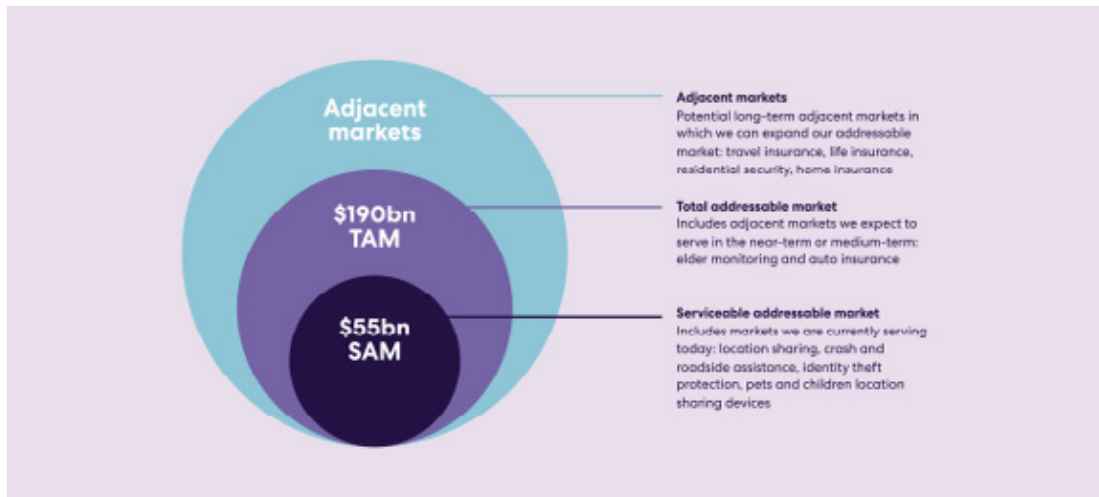 Adjacent
markets
$190bn
TAM
$55bn
SAM
Adjacent markets
Potential long-term adjacent markets in
which we can expand our addressable
market: travel insurance, life insurance,
residential security, home insurance
Total addressable market
Includes adjacent markets we expect to
serve in the near-term or medium-term:
elder monitoring and auto insurance
Serviceable addressable market
Includes markets we are currently serving
today: location sharing, crash and
roadside assistance, identity theft
protection, pets and children location
sharing devices